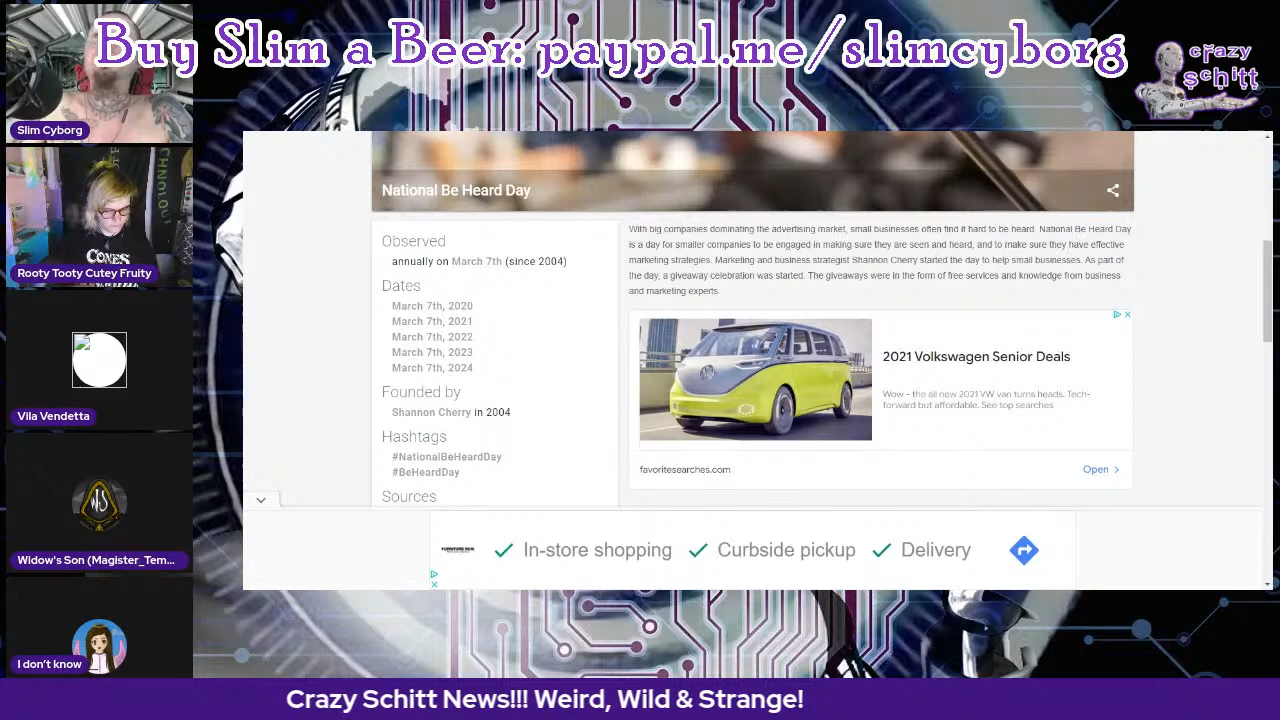 Buy Slim a Beer: paypal.me/slimcyborg
crazy
schitt
Slim Cyborg
Rooty Tooty Cutey Fruity
Vila Vendetta
Widow's Son (Magister_Tem...
I don't know
National Be Heard Day
Observed
annually on March 7th (since 2004)
Dates
March 7th, 2020
March 7th, 2021
March 7th, 2022
March 7th, 2023
March 7th, 2024
Founded by
Shannon Cherry in 2004
Hashtags
#NationalBeHeardDay
#BeHeardDay
Sources
With big companies dominating the advertising market, small businesses often find it hard to be heard. National Be Heard Day
is a day for smaller companies to be engaged in making sure they are seen and heard, and to make sure they have effective
marketing strategies. Marketing and business strategist Shannon Cherry started the day to help small businesses. As part of
the day, a giveaway celebration was started. The giveaways were in the form of free services and knowledge from business
and marketing experts.
2021 Volkswagen Senior Deals
Wow - the all new 2021 VW van turns heads. Tech-
forward but affordable. See top searches
favoritesearches.com
Open
In-store shopping
Curbside pickup
Delivery
Crazy Schitt News!!! Weird, Wild & Strange!